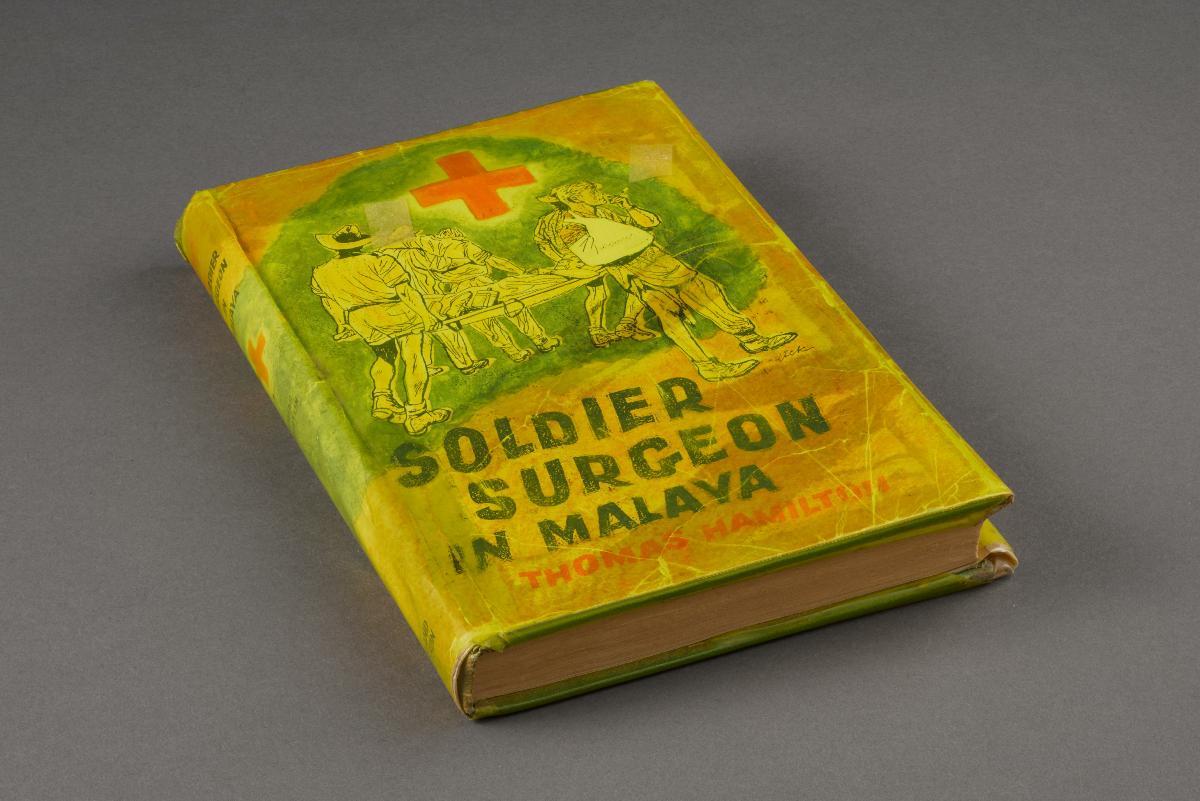 SOLDIER
SURGEON
IN MALAYA
THOMAS HAMILTON